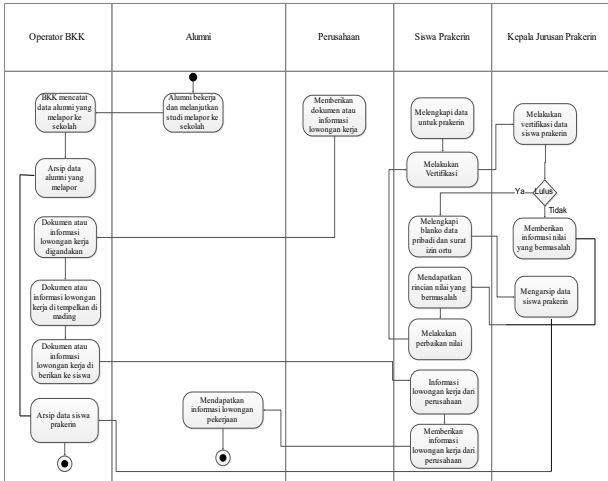 Operator BKK
Alumni
Perusahaan
Siswa Prakerin
Kepala Jurusan Prakerin
BKK mencatat
data alumni yang
melapor ke
sekolah
Alumni bekerja
dan melanjutkan
studi melapor ke
sekolah
Memberikan
dokumen atau
informasi
lowongan kerja
Melengkapi data
untuk prakerin
Melakukan
vertifikasi data
siswa prakerin
Arsip data
alumni yang
melapor
Melakukan
Vertifikasi
Lulus
Ya
Tidak
Dokumen atau
informasi
lowongan kerja
digandakan
Melengkapi
blanko data
pribadi dan surat
izin ortu
Memberikan
informasi nilai
yang bermasalah
Dokumen atau
informasi lowongan
kerja di tempelkan di
mading
Mendapatkan
rincian nilai yang
bermasalah
Mengarsip data
siswa prakerin
Melakukan
perbaikan nilai
Dokumen atau
informasi
lowongan kerja di
berikan ke siswa
Informasi
lowongan kerja dari
perusahaan
Arsip data siswa
prakerin
Mendapatkan
informasi lowongan
pekerjaan
Memberikan
informasi
lowongan kerja dari
perusahaan